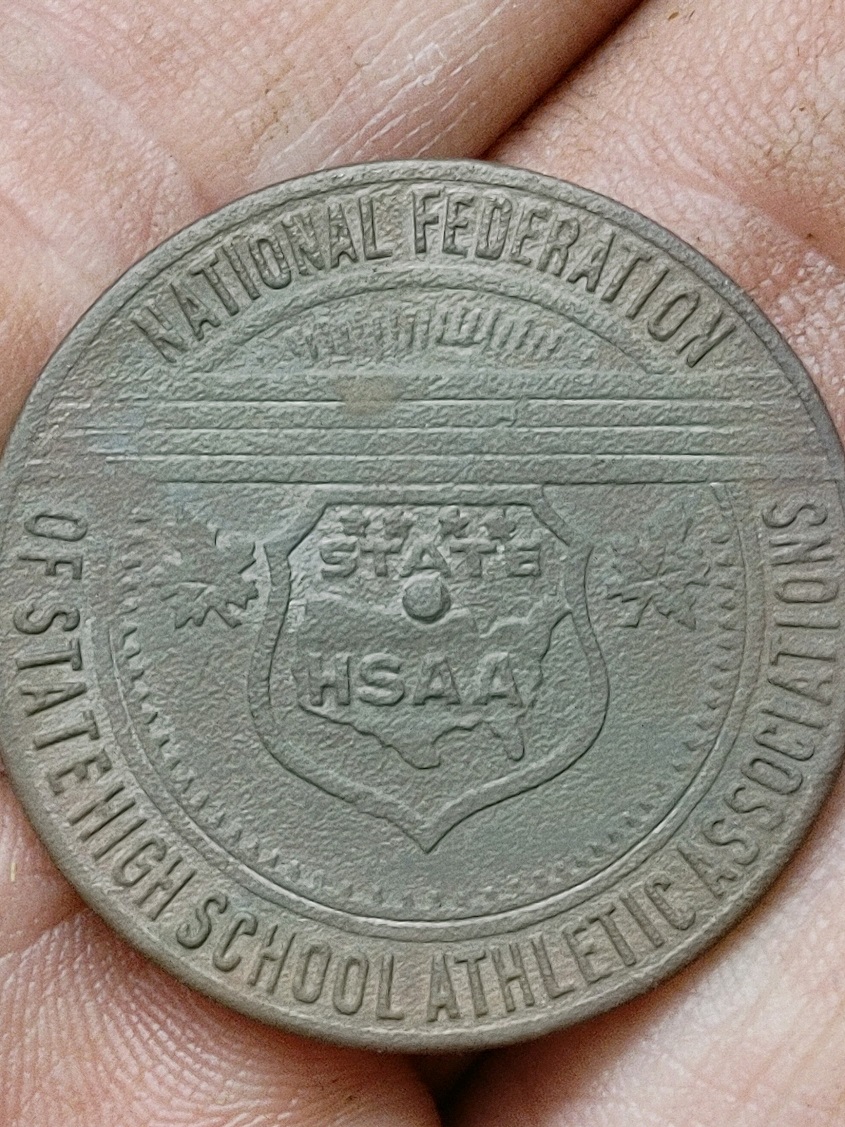 NATIONAL FEDERATION
STATE
HSAA
OF STATE HIGH SCHOOL ATHLETIC ASSOCIATIONS